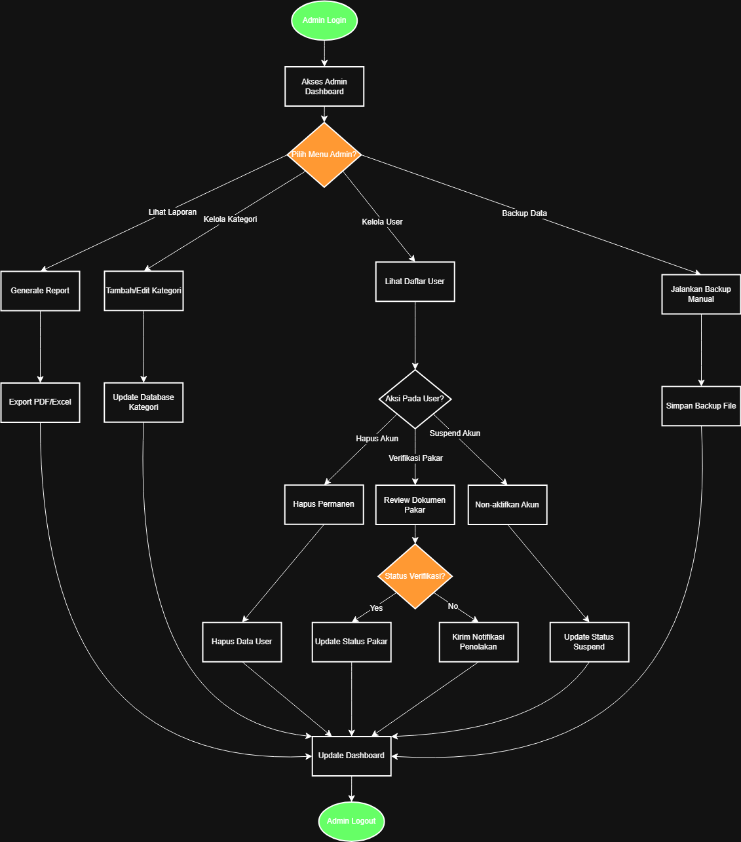 Admin Login
Akses Admin
Dashboard
Pilih Menu Admin?
Lihat Laporan
Kelola Kategori
Kelola User
Backup Data
Generate Report
Tambah/Edit Kategori
Lihat Daftar User
Jalankan Backup
Manual
Export PDF/Excel
Update Database
Kategori
Aksi Pada User?
Simpan Backup File
Hapus Akun
Verifikasi Pakar
Suspend Akun
Hapus Permanen
Review Dokumen
Pakar
Non-aktifkan Akun
Status Verifikasi?
Yes
No
Hapus Data User
Update Status Pakar
Kirim Notifikasi
Penolakan
Update Status
Suspend
Update Dashboard
Admin Logout